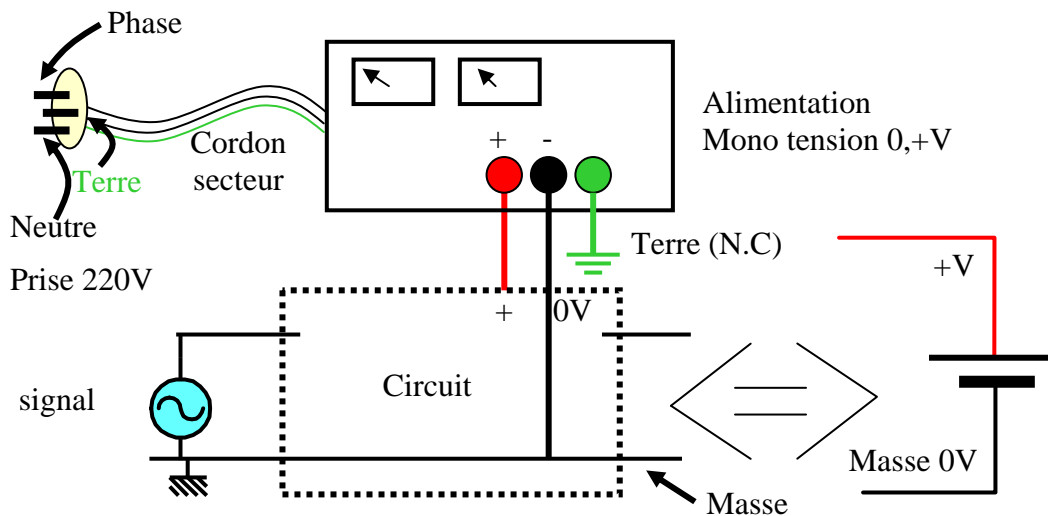 Phase
Alimentation
Mono tension 0,+V
+ -
Cordon
secteur
Terre
Neutre
Terre (N.C)
Prise 220V
+V
+ 0V
signal
Circuit
Masse 0V
Masse